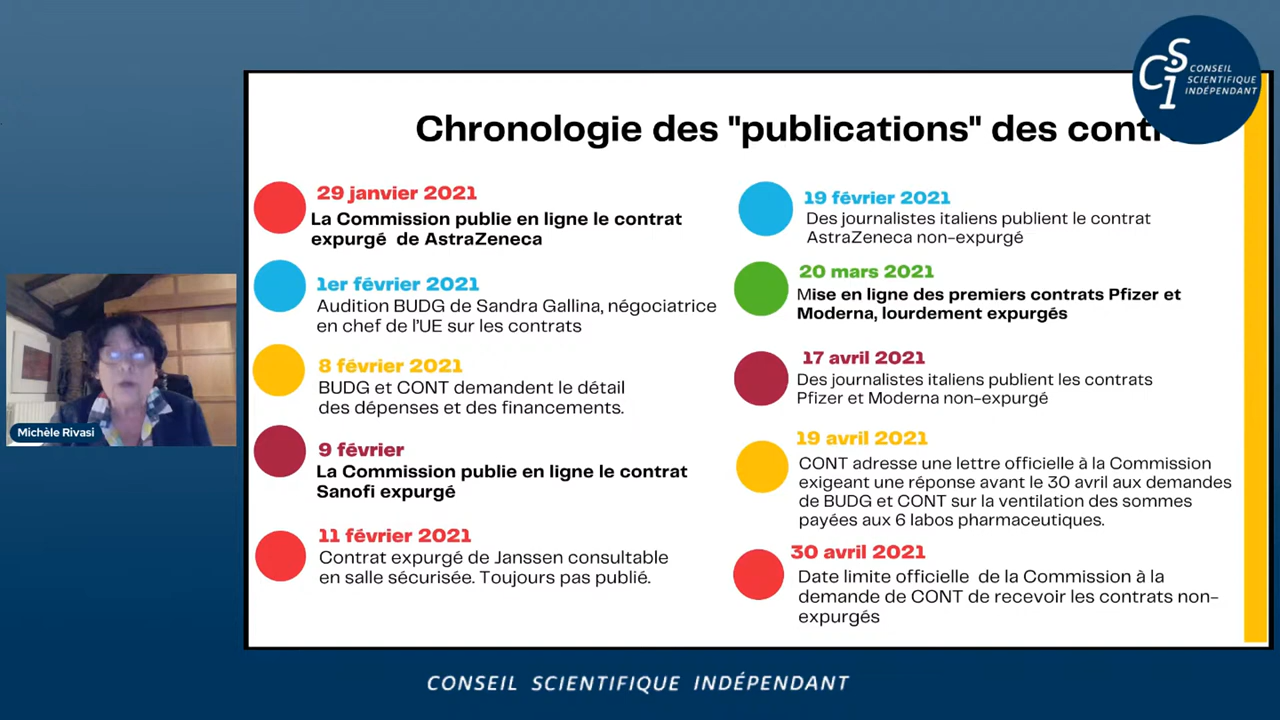 CONSEIL
SCIENTIFIQUE
INDÉPENDANT
CSI
Chronologie des "publications" des
29 janvier 2021
La Commission publie en ligne le contrat
expurgé de AstraZeneca
1er février 2021
Audition BUDG de Sandra Gallina, négociatrice
en chef de l'UE sur les contrats
8 février 2021
BUDG et CONT demandent le détail
des dépenses et des financements.
9 février
La Commission publie en ligne le contrat
Sanofi expurgé
11 février 2021
Contrat expurgé de Janssen consultable
en salle sécurisée. Toujours pas publié.
19 février 2021
Des journalistes italiens publient le contrat
AstraZeneca non-expurgé
20 mars 2021
Mise en ligne des premiers contrats Pfizer et
Moderna, lourdement expurgés
17 avril 2021
Des journalistes italiens publient les contrats
Pfizer et Moderna non-expurgé
19 avril 2021
CONT adresse une lettre officielle à la Commission
exigeant une réponse avant le 30 avril aux demandes
de BUDG et CONT sur la ventilation des sommes
payées aux 6 labos pharmaceutiques.
30 avril 2021
Date limite officielle de la Commission à la
demande de CONT de recevoir les contrats non-
expurgés
Michèle Rivasi
CONSEIL SCIENTIFIQUE INDÉPENDANT